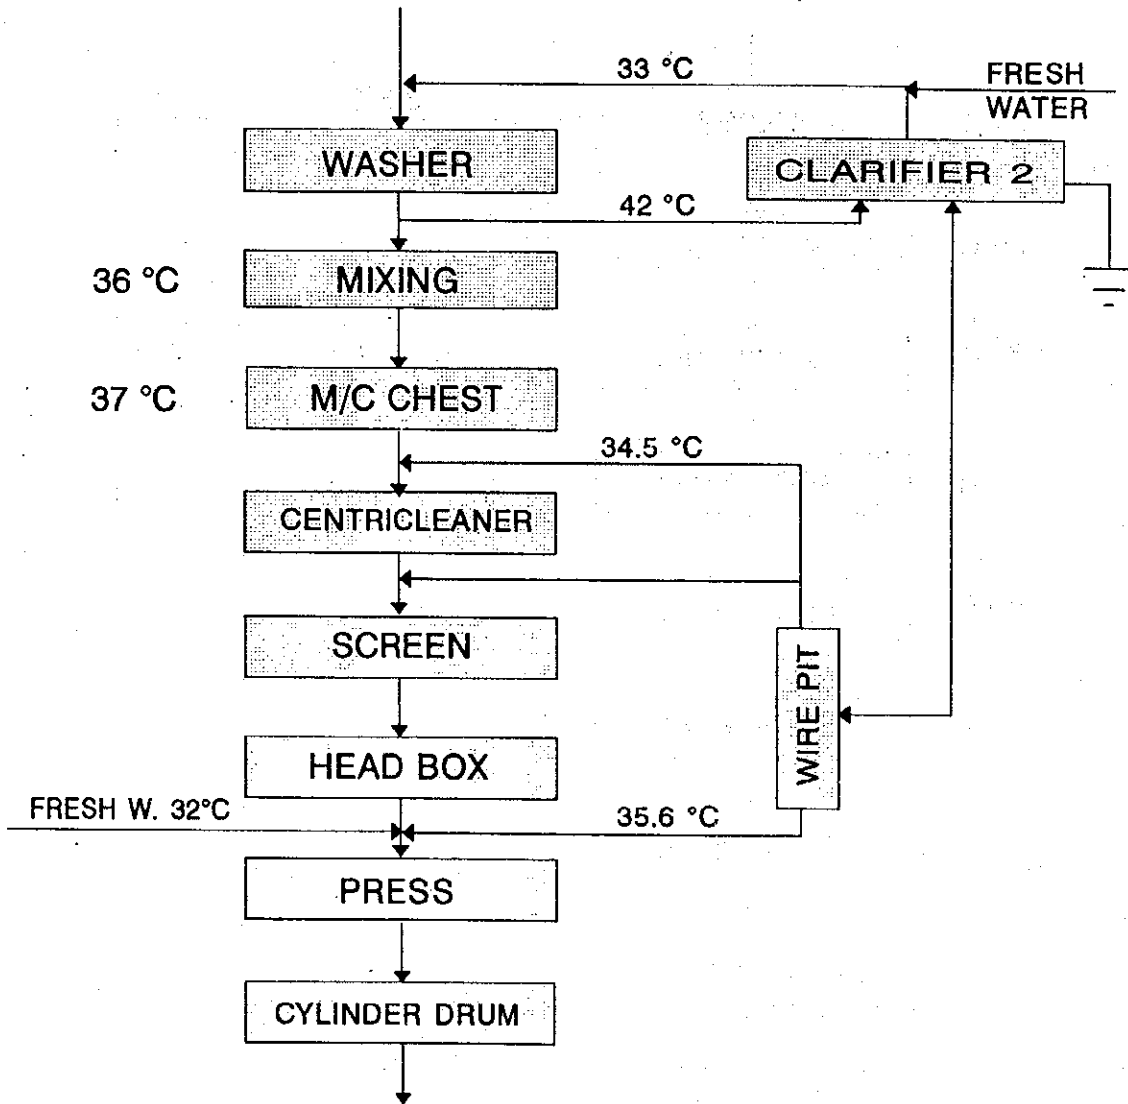 33 °C
FRESH
WATER
WASHER
CLARIFIER 2
42 °C
36 °C
MIXING
37 °C
M/C CHEST
34.5 °C
CENTRICLEANER
SCREEN
WIRE PIT
HEAD BOX
FRESH W. 32°C
35.6 °C
PRESS
CYLINDER DRUM